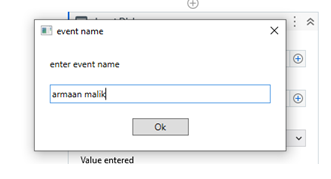 event name
enter event name
armaan malik
Ok
Value entered